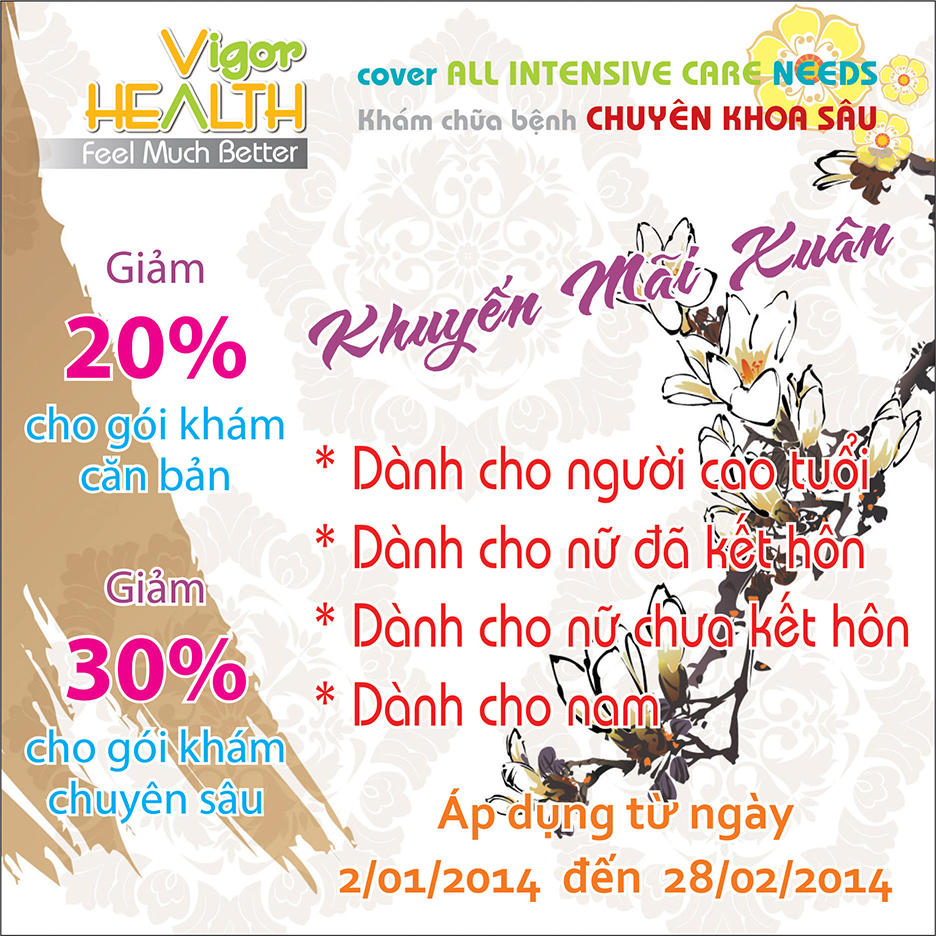 Vigor
HEALTH
Feel Much Better
cover ALL INTENSIVE CARE NEEDS
Khám chữa bệnh CHUYÊN KHOA SÂU
Khuyến Mãi Xuân
Giảm
20%
cho gói khám
căn bản
Giảm
30%
cho gói khám
chuyên sâu
* Dành cho người cao tuổi
* Dành cho nữ đã kết hôn
* Dành cho nữ chưa kết hôn
* Dành cho nam
Áp dụng từ ngày
2/01/2014 đến 28/02/2014